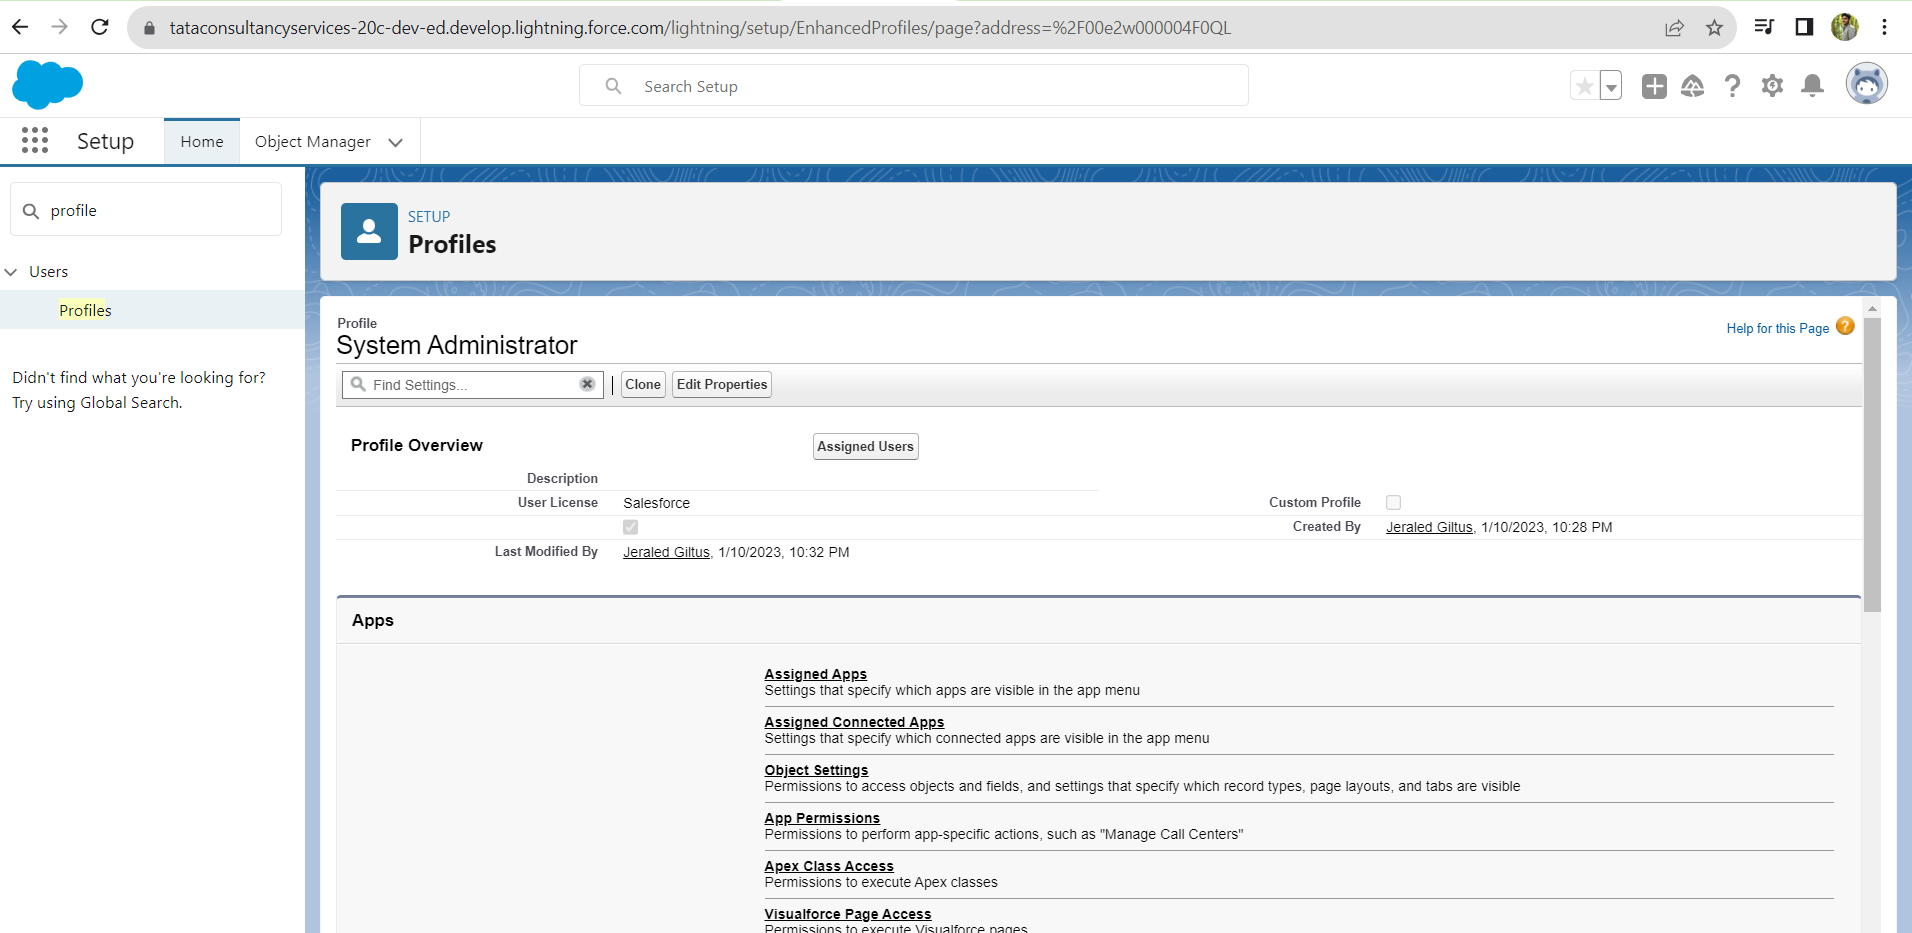 tataconsultancyservices-20c-dev-ed.develop.lightning.force.com/lightning/setup/EnhancedProfiles/page?address=%2F00e2w000004F0QL
Search Setup
Setup
Home
Object Manager
profile
Users
Profiles
Didn't find what you're looking for?
Try using Global Search.
SETUP
Profiles
Profile
System Administrator
Help for this Page
Find Settings...
Clone
Edit Properties
Profile Overview
Assigned Users
Description
User License Salesforce
Custom Profile
Created By Jeraled Giltus, 1/10/2023, 10:28 PM
Last Modified By Jeraled Giltus, 1/10/2023, 10:32 PM
Apps
Assigned Apps
Settings that specify which apps are visible in the app menu
Assigned Connected Apps
Settings that specify which connected apps are visible in the app menu
Object Settings
Permissions to access objects and fields, and settings that specify which record types, page layouts, and tabs are visible
App Permissions
Permissions to perform app-specific actions, such as "Manage Call Centers"
Apex Class Access
Permissions to execute Apex classes
Visualforce Page Access
Permissions to execute Visualforce pages